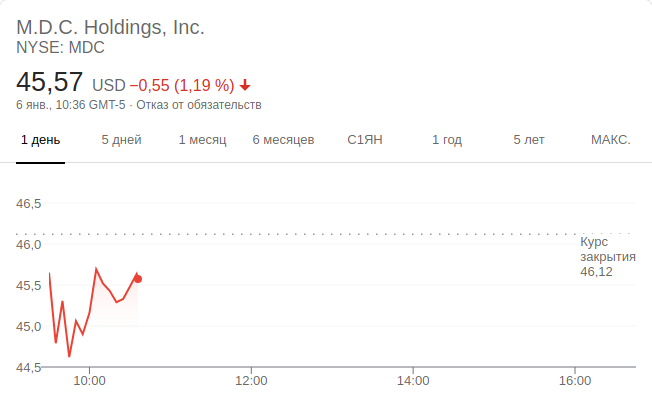 M.D.C. Holdings, Inc.
NYSE: MDC
45,57 USD −0,55 (1,19 %)
6 янв., 10:36 GMT-5 · Отказ от обязательств
1 день 5 дней 1 месяц 6 месяцев С1ЯН 1 год 5 лет МАКС.
46,5
46,0
45,5
45,0
44,5
Курс
закрытия
46,12
10:00 12:00 14:00 16:00